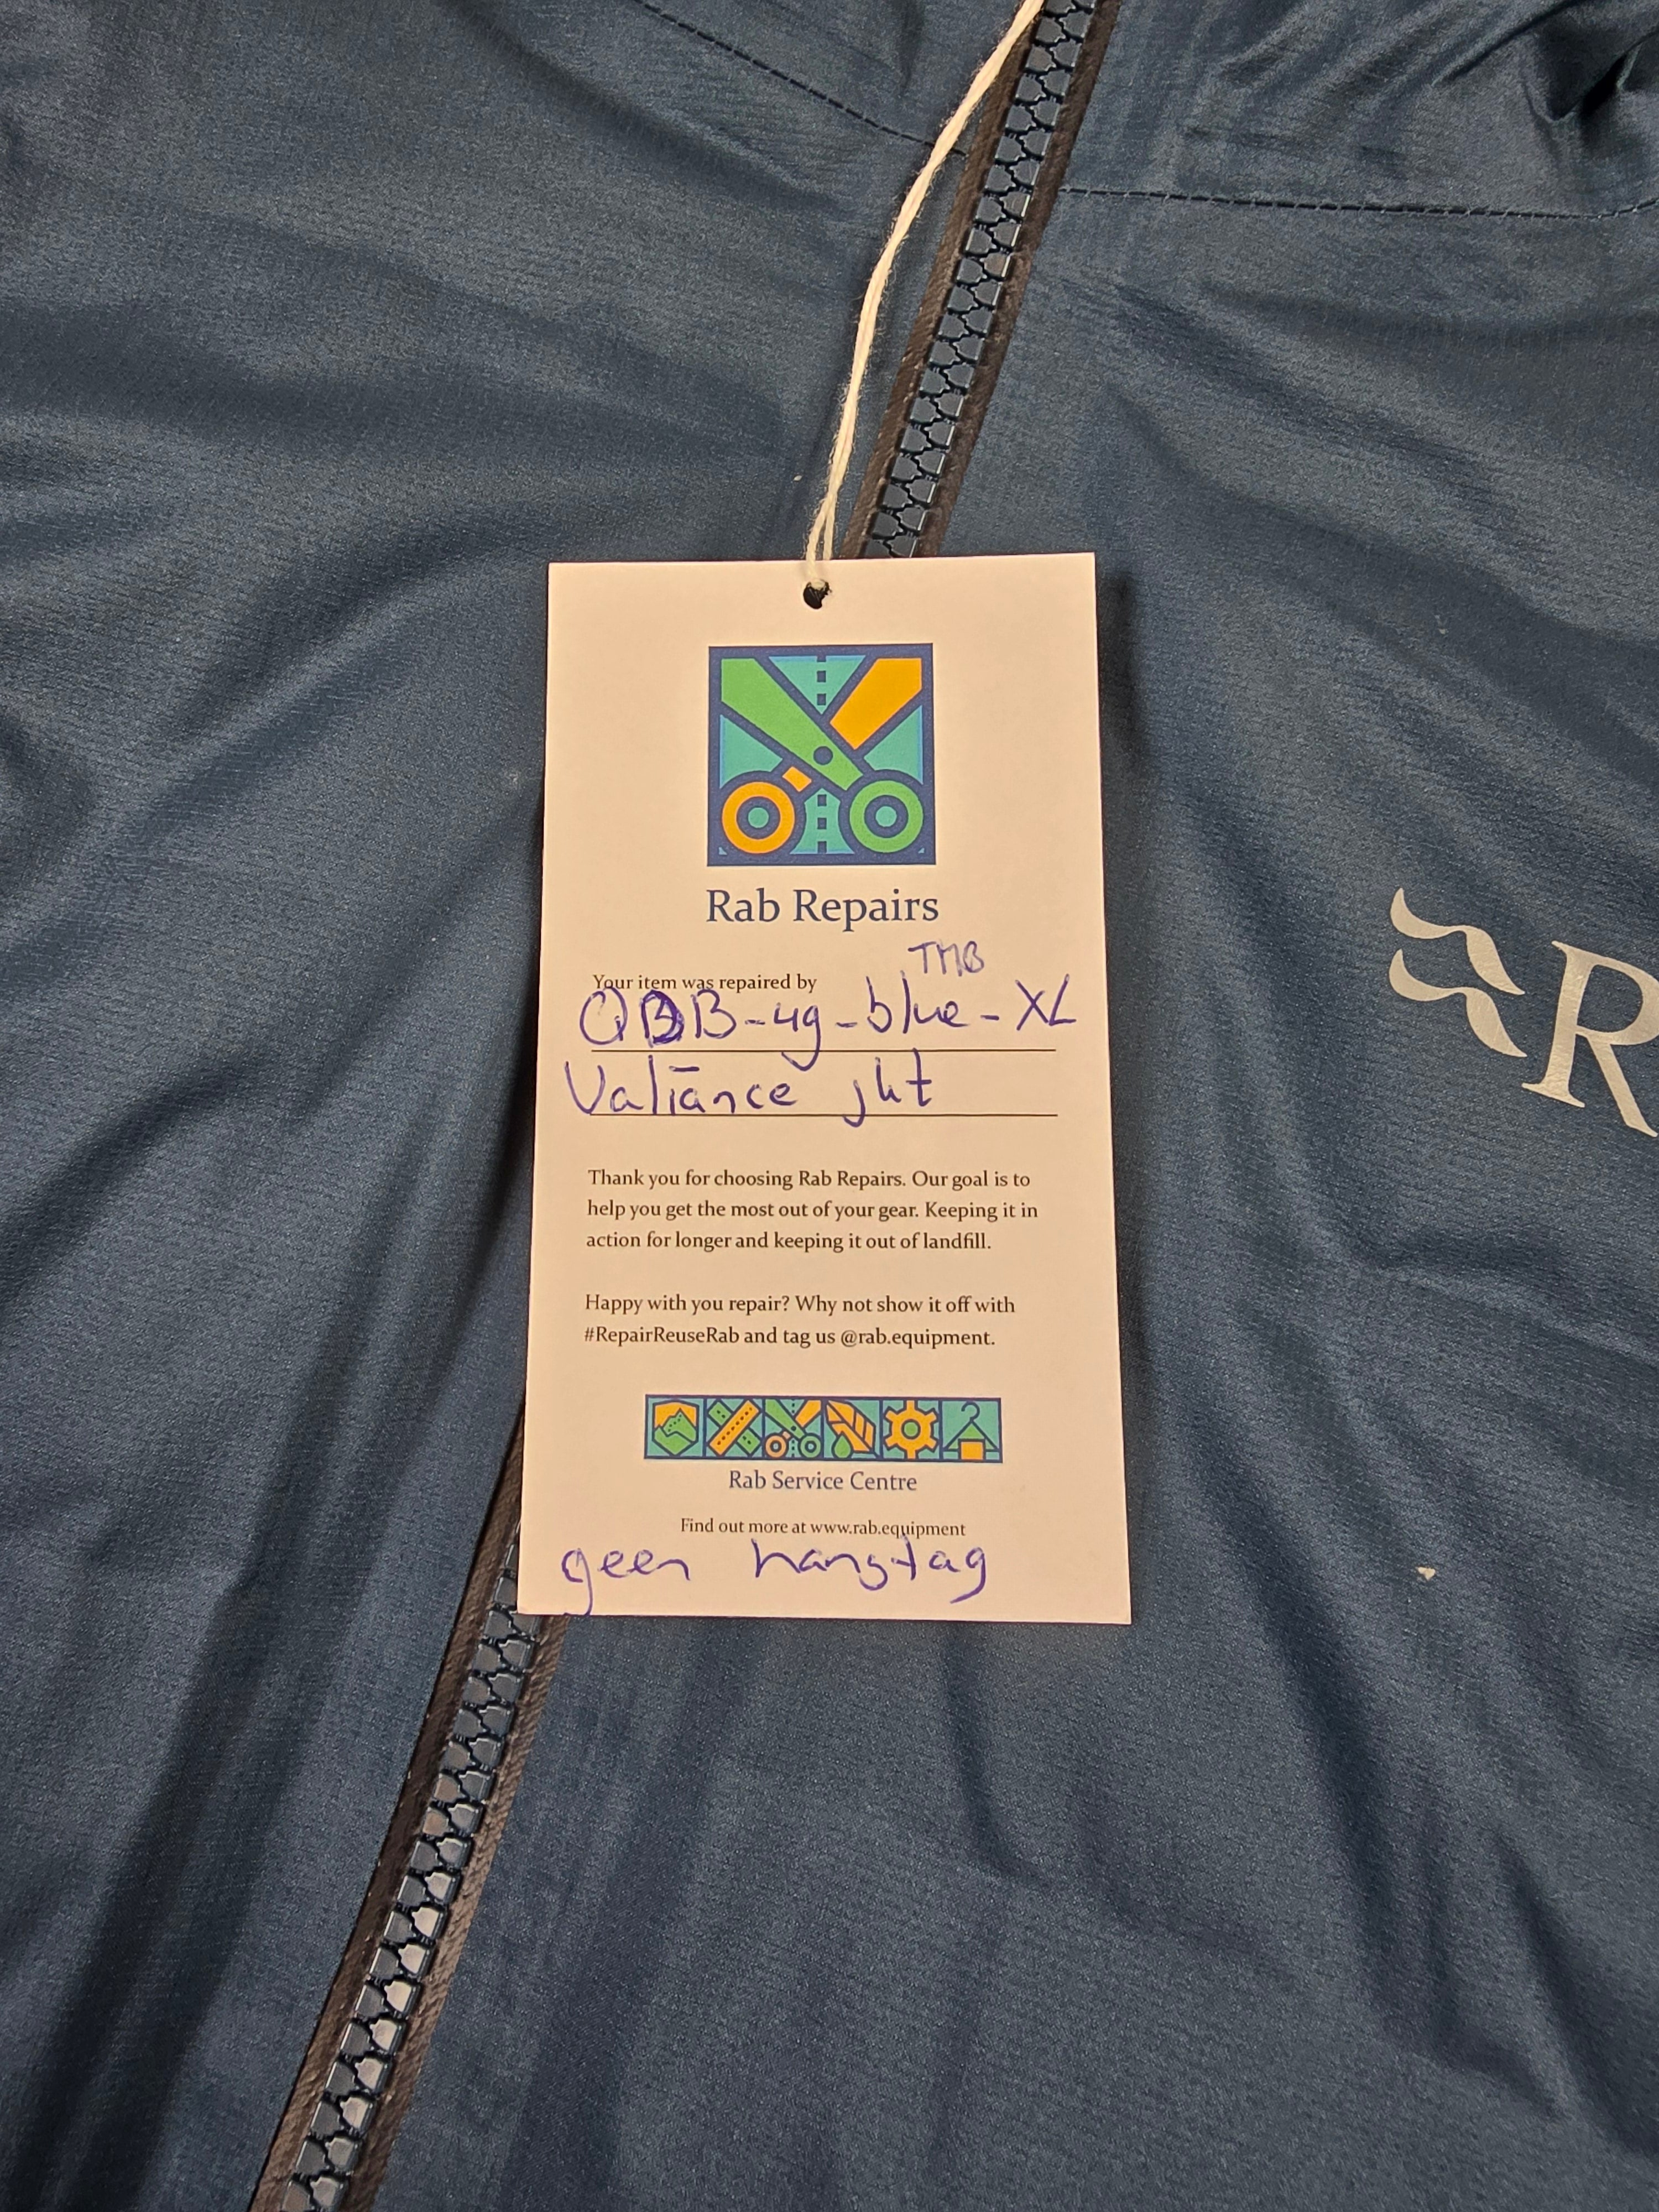 Rab Repairs
Your item was repaired by
TMB
QBB-49-blue-XL
Valiance jkt
Thank you for choosing Rab Repairs. Our goal is to
help you get the most out of your gear. Keeping it in
action for longer and keeping it out of landfill.
Happy with you repair? Why not show it off with
#RepairReuseRab and tag us @rab.equipment.
Rab Service Centre
Find out more at www.rab.equipment
geen hangtag
R